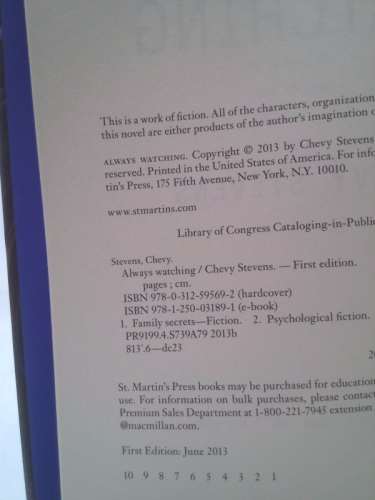 This is a work of fiction. All of the characters, organization
this novel are either products of the author's imagination o
ALWAYS WATCHING. Copyright © 2013 by Chevy Stevens
reserved. Printed in the United States of America. For info
tin's Press, 175 Fifth Avenue, New York, N.Y. 10010.
www.stmartins.com
Library of Congress Cataloging-in-Public
Stevens, Chevy.
Always watching / Chevy Stevens. — First edition.
pages ; cm.
ISBN 978-0-312-59569-2 (hardcover)
ISBN 978-1-250-03189-1 (e-book)
1. Family secrets—Fiction. 2. Psychological fiction.
PR9199.4.S739A79 2013b
813'.6—dc23
20
St. Martin's Press books may be purchased for education
use. For information on bulk purchases, please contac
Premium Sales Department at 1-800-221-7945 extension
@macmillan.com.
First Edition: June 2013
10 9 8 7 6 5 4 3 2 1